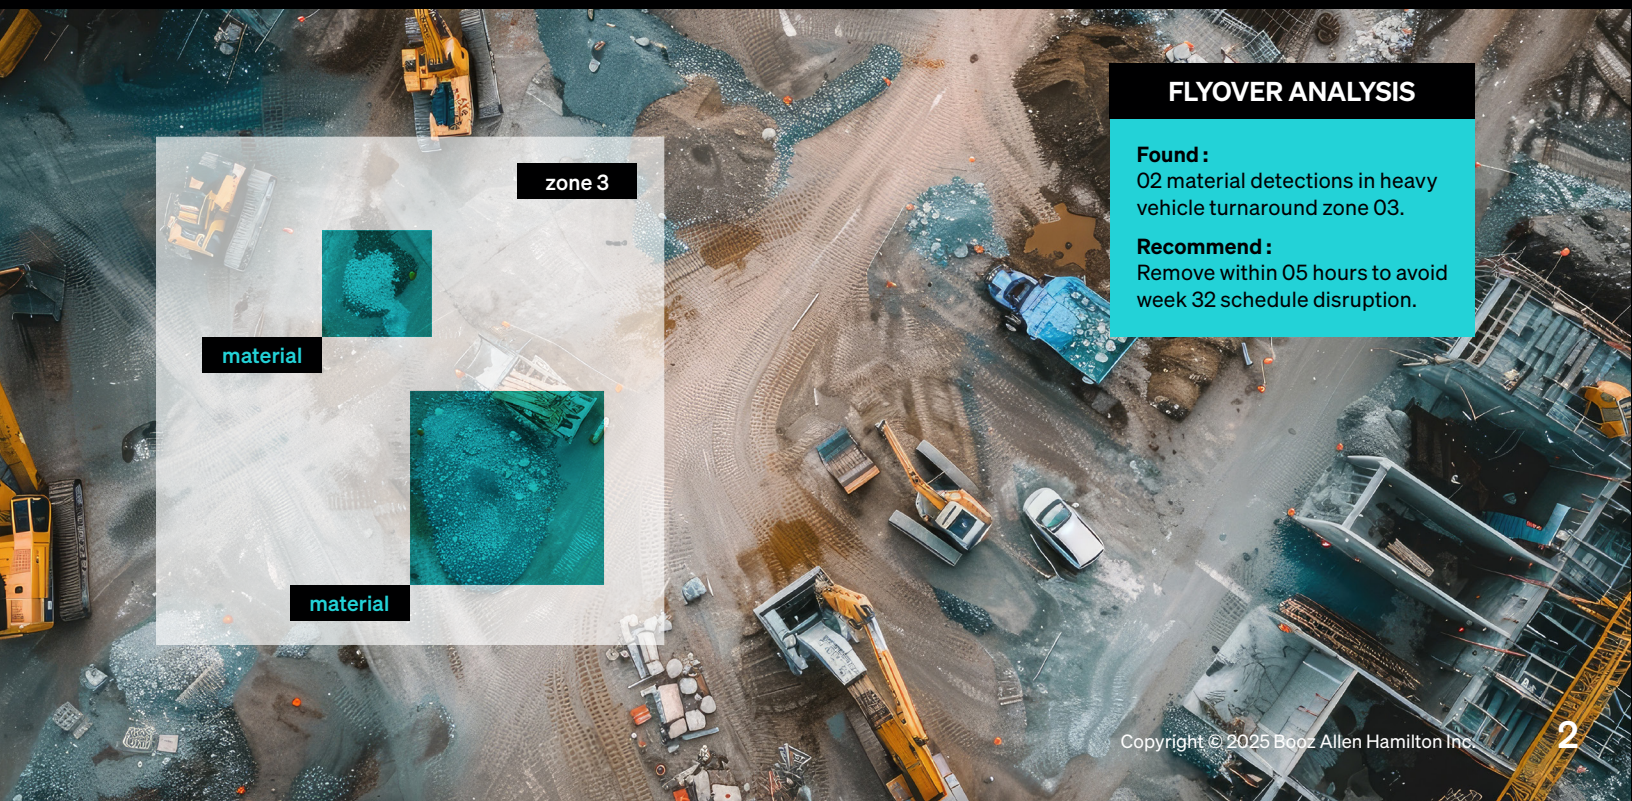 FLYOVER ANALYSIS
Found :
02 material detections in heavy
vehicle turnaround zone 03.
Recommend :
Remove within 05 hours to avoid
week 32 schedule disruption.
zone 3
material
material
Copyright © 2025 Booz Allen Hamilton Inc.
2